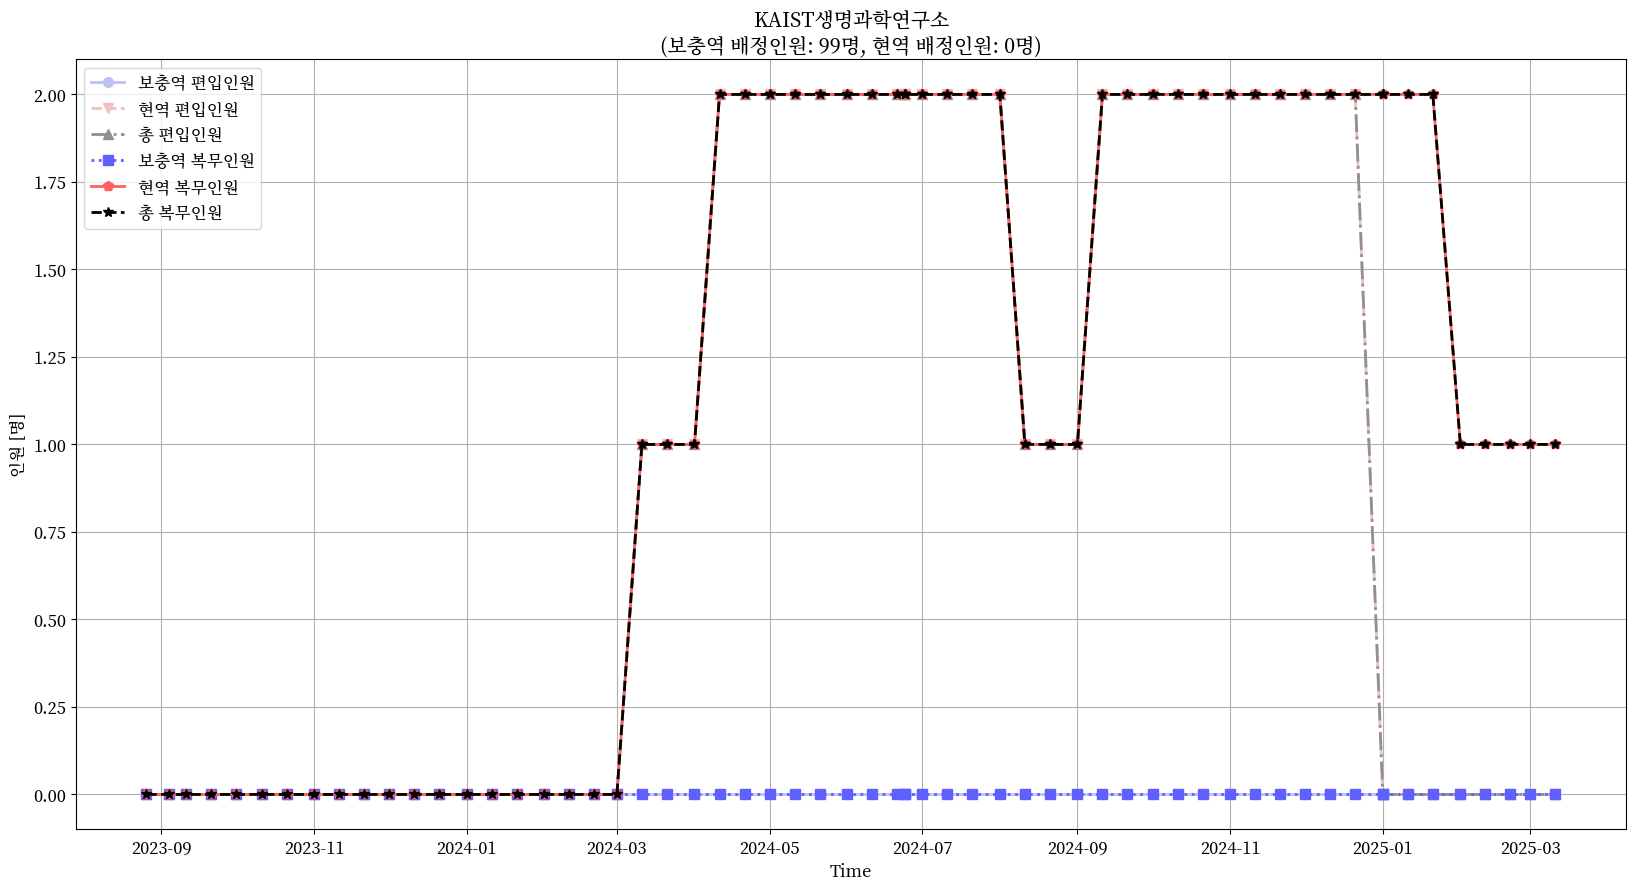 KAIST생명과학연구소
(보충역 배정인원: 99명, 현역 배정인원: 0명)
보충역 편입인원
현역 편입인원
총 편입인원
보충역 복무인원
현역 복무인원
총 복무인원
2.00
1.75
1.50
1.25
1.00
0.75
0.50
0.25
0.00
인원 [명]
2023-09
2023-11
2024-01
2024-03
2024-05
2024-07
2024-09
2024-11
2025-01
2025-03
Time